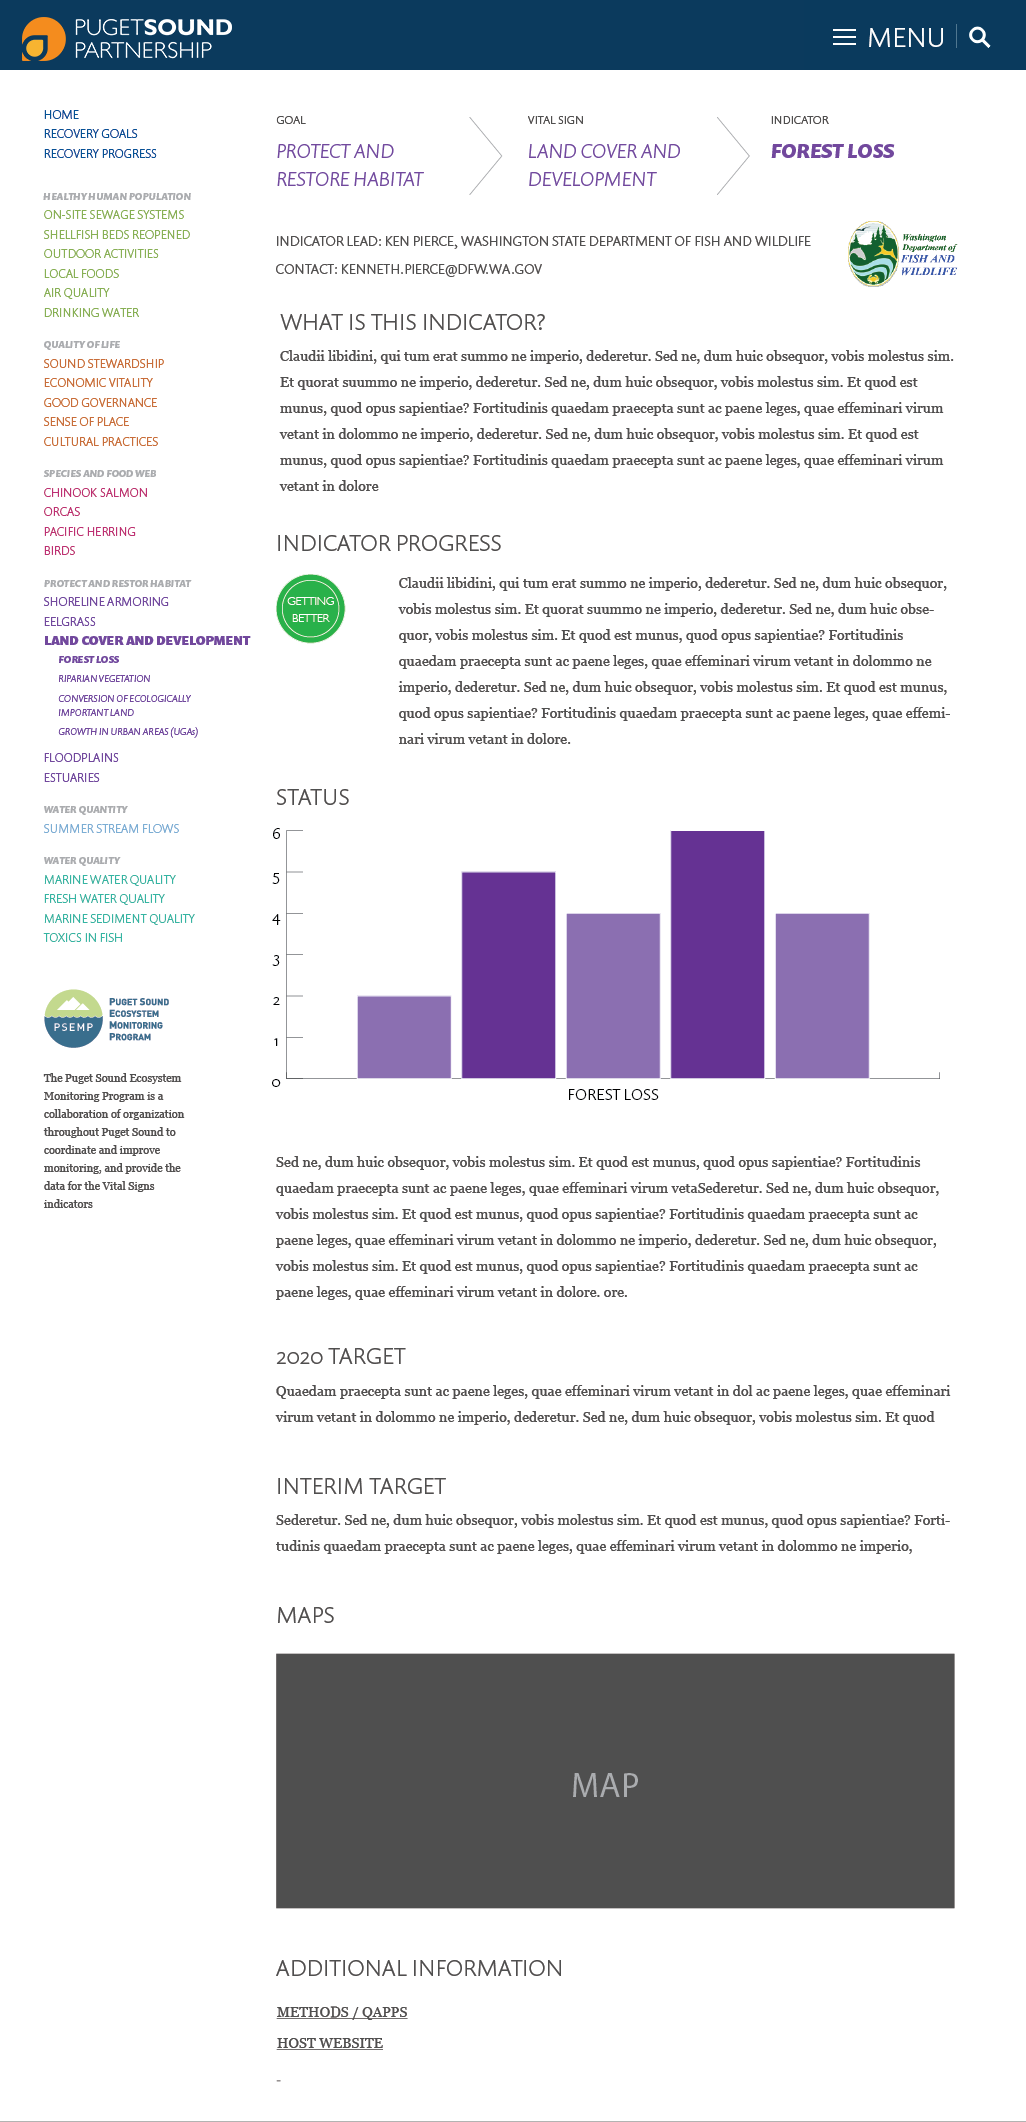 PUGETSOUND
PARTNERSHIP
MENU
HOME
RECOVERY GOALS
RECOVERY PROGRESS
HEALTHY HUMAN POPULATION
ON-SITE SEWAGE SYSTEMS
SHELLFISH BEDS REOPENED
OUTDOOR ACTIVITIES
LOCAL FOODS
AIR QUALITY
DRINKING WATER
QUALITY OF LIFE
SOUND STEWARDSHIP
ECONOMIC VITALITY
GOOD GOVERNANCE
SENSE OF PLACE
CULTURAL PRACTICES
SPECIES AND FOOD WEB
CHINOOK SALMON
ORCAS
PACIFIC HERRING
BIRDS
PROTECT AND RESTOR HABITAT
SHORELINE ARMORING
EELGRASS
LAND COVER AND DEVELOPMENT
FOREST LOSS
RIPARIAN VEGETATION
CONVERSION OF ECOLOGICALLY
IMPORTANT LAND
GROWTH IN URBAN AREAS (UGAs)
FLOODPLAINS
ESTUARIES
WATER QUANTITY
SUMMER STREAM FLOWS
WATER QUALITY
MARINE WATER QUALITY
FRESH WATER QUALITY
MARINE SEDIMENT QUALITY
TOXICS IN FISH
PSEMP
PUGET SOUND
ECOSYSTEM
MONITORING
PROGRAM
The Puget Sound Ecosystem
Monitoring Program is a
collaboration of organization
throughout Puget Sound to
coordinate and improve
monitoring, and provide the
data for the Vital Signs
indicators
GOAL
PROTECT AND
RESTORE HABITAT
VITAL SIGN
LAND COVER AND
DEVELOPMENT
INDICATOR
FOREST LOSS
INDICATOR LEAD: KEN PIERCE, WASHINGTON STATE DEPARTMENT OF FISH AND WILDLIFE
CONTACT: KENNETH.PIERCE@DFW.WA.GOV
Washington
Department of
FISH AND
WILDLIFE
WHAT IS THIS INDICATOR?
Claudii libidini, qui tum erat summo ne imperio, dederetur. Sed ne, dum huic obsequor, vobis molestus sim.
Et quorat suummo ne imperio, dederetur. Sed ne, dum huic obsequor, vobis molestus sim. Et quod est
munus, quod opus sapientiae? Fortitudinis quaedam praecepta sunt ac paene leges, quae effeminari virum
vetant in dolommo ne imperio, dederetur. Sed ne, dum huic obsequor, vobis molestus sim. Et quod est
munus, quod opus sapientiae? Fortitudinis quaedam praecepta sunt ac paene leges, quae effeminari virum
vetant in dolore
INDICATOR PROGRESS
GETTING
BETTER
Claudii libidini, qui tum erat summo ne imperio, dederetur. Sed ne, dum huic obsequor,
vobis molestus sim. Et quorat suummo ne imperio, dederetur. Sed ne, dum huic obse-
quor, vobis molestus sim. Et quod est munus, quod opus sapientiae? Fortitudinis
quaedam praecepta sunt ac paene leges, quae effeminari virum vetant in dolommo ne
imperio, dederetur. Sed ne, dum huic obsequor, vobis molestus sim. Et quod est munus,
quod opus sapientiae? Fortitudinis quaedam praecepta sunt ac paene leges, quae effemi-
nari virum vetant in dolore.
STATUS
6
5
4
3
2
1
0
FOREST LOSS
Sed ne, dum huic obsequor, vobis molestus sim. Et quod est munus, quod opus sapientiae? Fortitudinis
quaedam praecepta sunt ac paene leges, quae effeminari virum vetaSederetur. Sed ne, dum huic obsequor,
vobis molestus sim. Et quod est munus, quod opus sapientiae? Fortitudinis quaedam praecepta sunt ac
paene leges, quae effeminari virum vetant in dolommo ne imperio, dederetur. Sed ne, dum huic obsequor,
vobis molestus sim. Et quod est munus, quod opus sapientiae? Fortitudinis quaedam praecepta sunt ac
paene leges, quae effeminari virum vetant in dolore. ore.
2020 TARGET
Quaedam praecepta sunt ac paene leges, quae effeminari virum vetant in dol ac paene leges, quae effeminari
virum vetant in dolommo ne imperio, dederetur. Sed ne, dum huic obsequor, vobis molestus sim. Et quod
INTERIM TARGET
Sederetur. Sed ne, dum huic obsequor, vobis molestus sim. Et quod est munus, quod opus sapientiae? Forti-
tudinis quaedam praecepta sunt ac paene leges, quae effeminari virum vetant in dolommo ne imperio,
MAPS
MAP
ADDITIONAL INFORMATION
METHODS / QAPPS
HOST WEBSITE
-